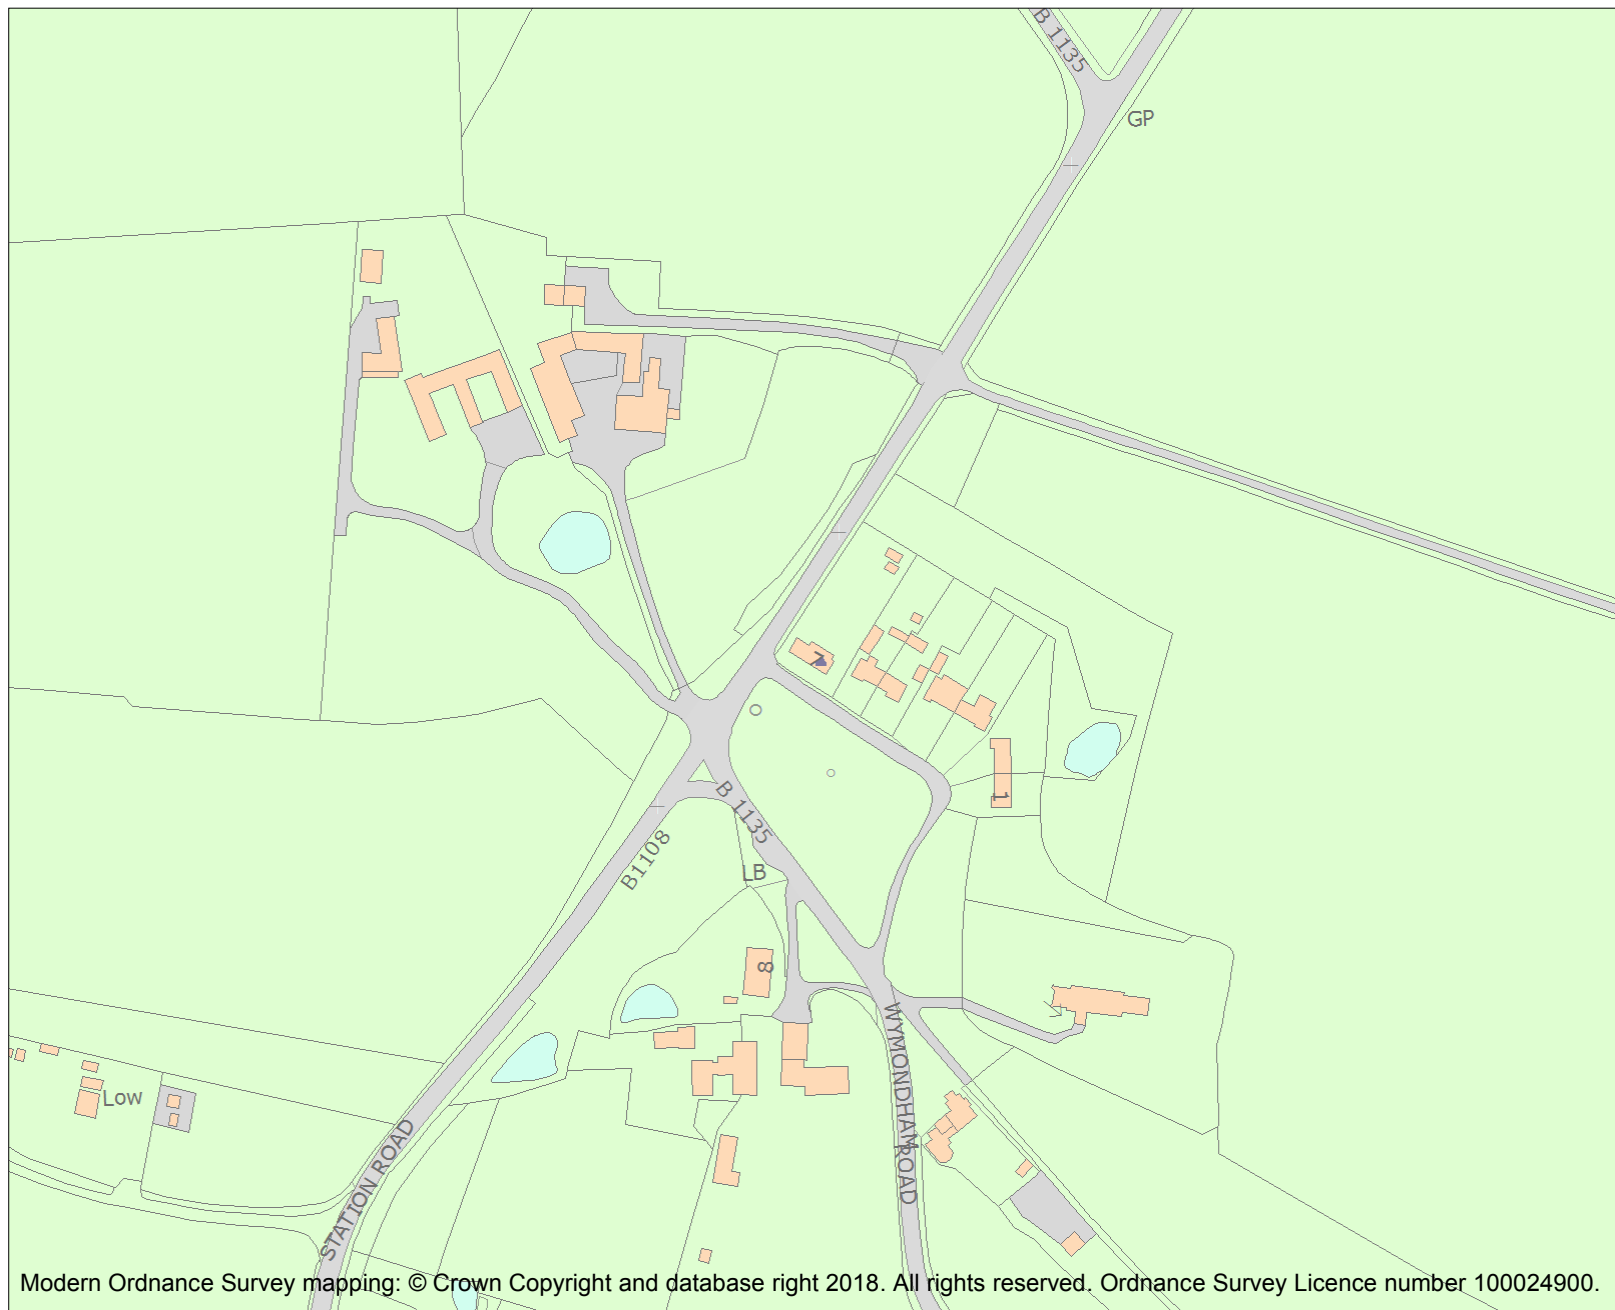 B 1135
GP
7
1
B 1135
B1108
LB
8
WYMONDHAM ROAD
Low
STATION ROAD
Modern Ordnance Survey mapping: © Crown Copyright and database right 2018. All rights reserved. Ordnance Survey Licence number 100024900.